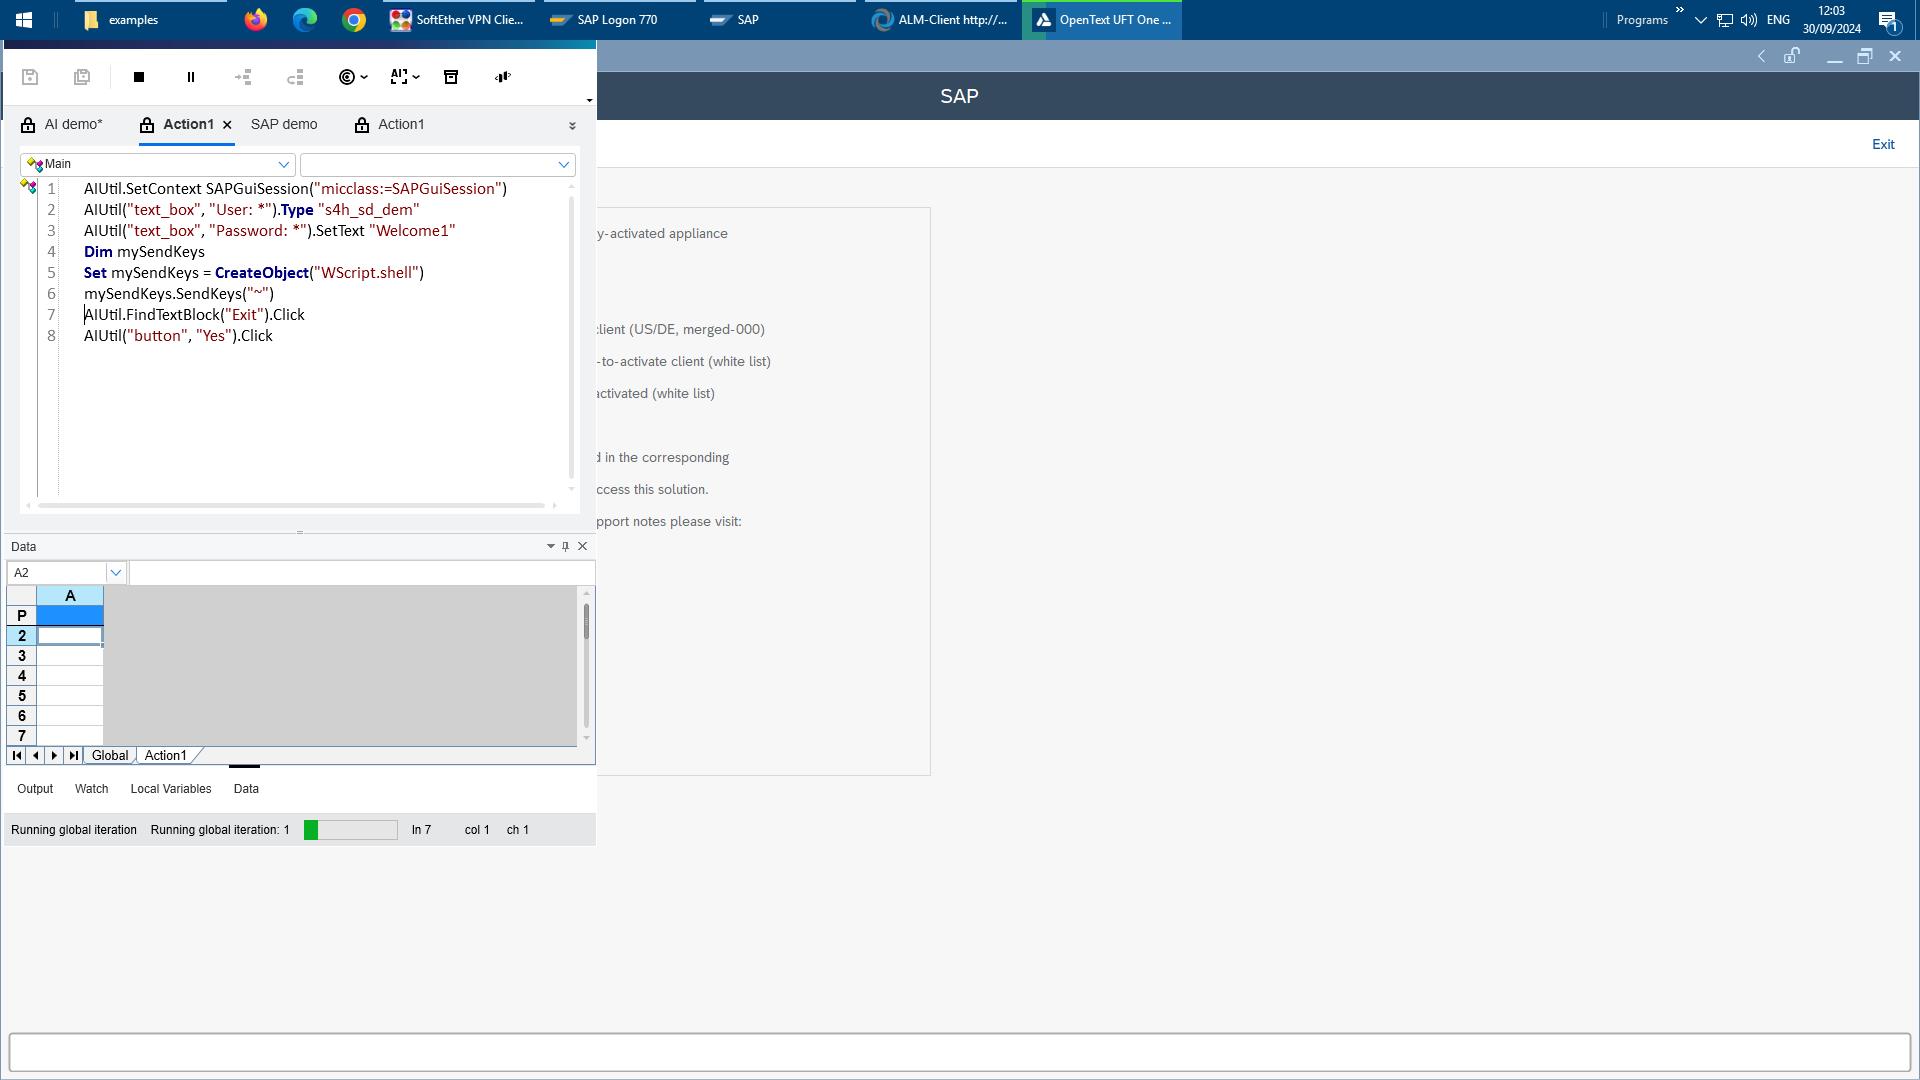 examples
SoftEther VPN Clie...
SAP Logon 770
SAP
ALM-Client http://...
OpenText UFT One ...
Programs
»
ENG
12:03
30/09/2024
1
SAP
AI demo*
Action1
SAP demo
Action1
Exit
Main
1 AIUtil.SetContext SAPGuiSession("micclass:=SAPGuiSession")
2 AIUtil("text_box", "User: *").Type "s4h_sd_dem"
3 AIUtil("text_box", "Password: *").SetText "Welcome1"
4 Dim mySendKeys
5 Set mySendKeys = CreateObject("WScript.shell")
6 mySendKeys.SendKeys("~")
7 AIUtil.FindTextBlock("Exit").Click
8 AIUtil("button", "Yes").Click
y-activated appliance
client (US/DE, merged-000)
-to-activate client (white list)
activated (white list)
d in the corresponding
ccess this solution.
pport notes please visit:
Data
A2
A
P
2
3
4
5
6
7
Global Action1
Output Watch Local Variables Data
Running global iteration Running global iteration: 1 ln 7 col 1 ch 1